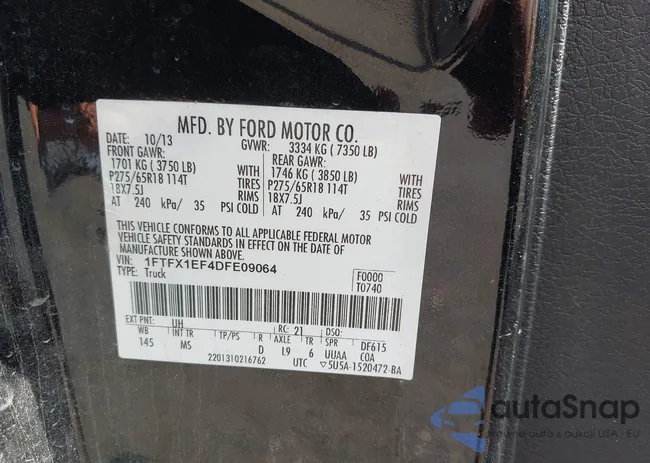 MFD. BY FORD MOTOR CO.
DATE: 10/13 GVWR: 3334 KG ( 7350 LB)
FRONT GAWR: REAR GAWR:
1701 KG ( 3750 LB) WITH 1746 KG ( 3850 LB) WITH
P275/65R18 114T TIRES P275/65R18 114T TIRES
18X7.5J RIMS 18X7.5J RIMS
AT 240 kPa/ 35 PSI COLD AT 240 kPa/ 35 PSI COLD
THIS VEHICLE CONFORMS TO ALL APPLICABLE FEDERAL MOTOR
VEHICLE SAFETY STANDARDS IN EFFECT ON THE DATE OF
MANUFACTURE SHOWN ABOVE.
VIN: 1FTFX1EF4DFE09064 F0000
TYPE: Truck T0740
EXT PNT: UH RC: 21 DSO:
WB INT TR TP/PS R AXLE TR SPR DF615
145 MS D L9 6 UUAA COA
2201310216762 UTC 5U5A-1520472-BA
autaSnap
auta z aukcji USA i EU